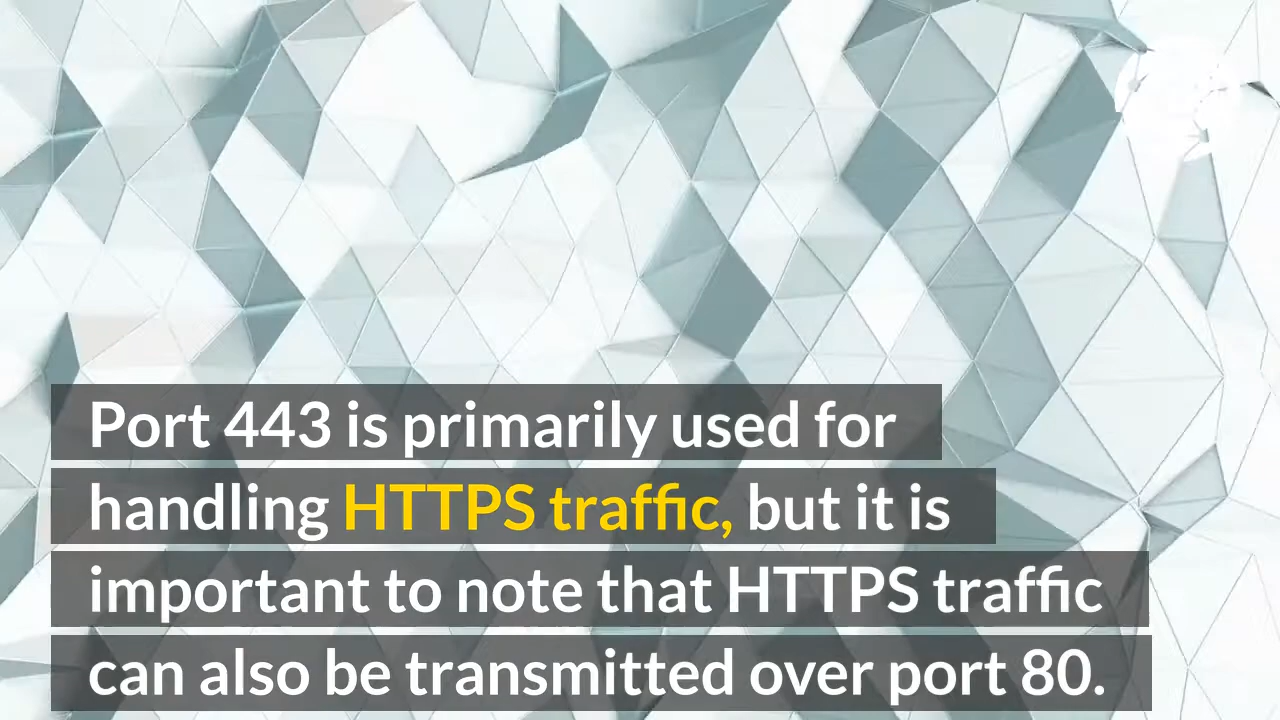 Port 443 is primarily used for
handling HTTPS traffic, but it is
important to note that HTTPS traffic
can also be transmitted over port 80.